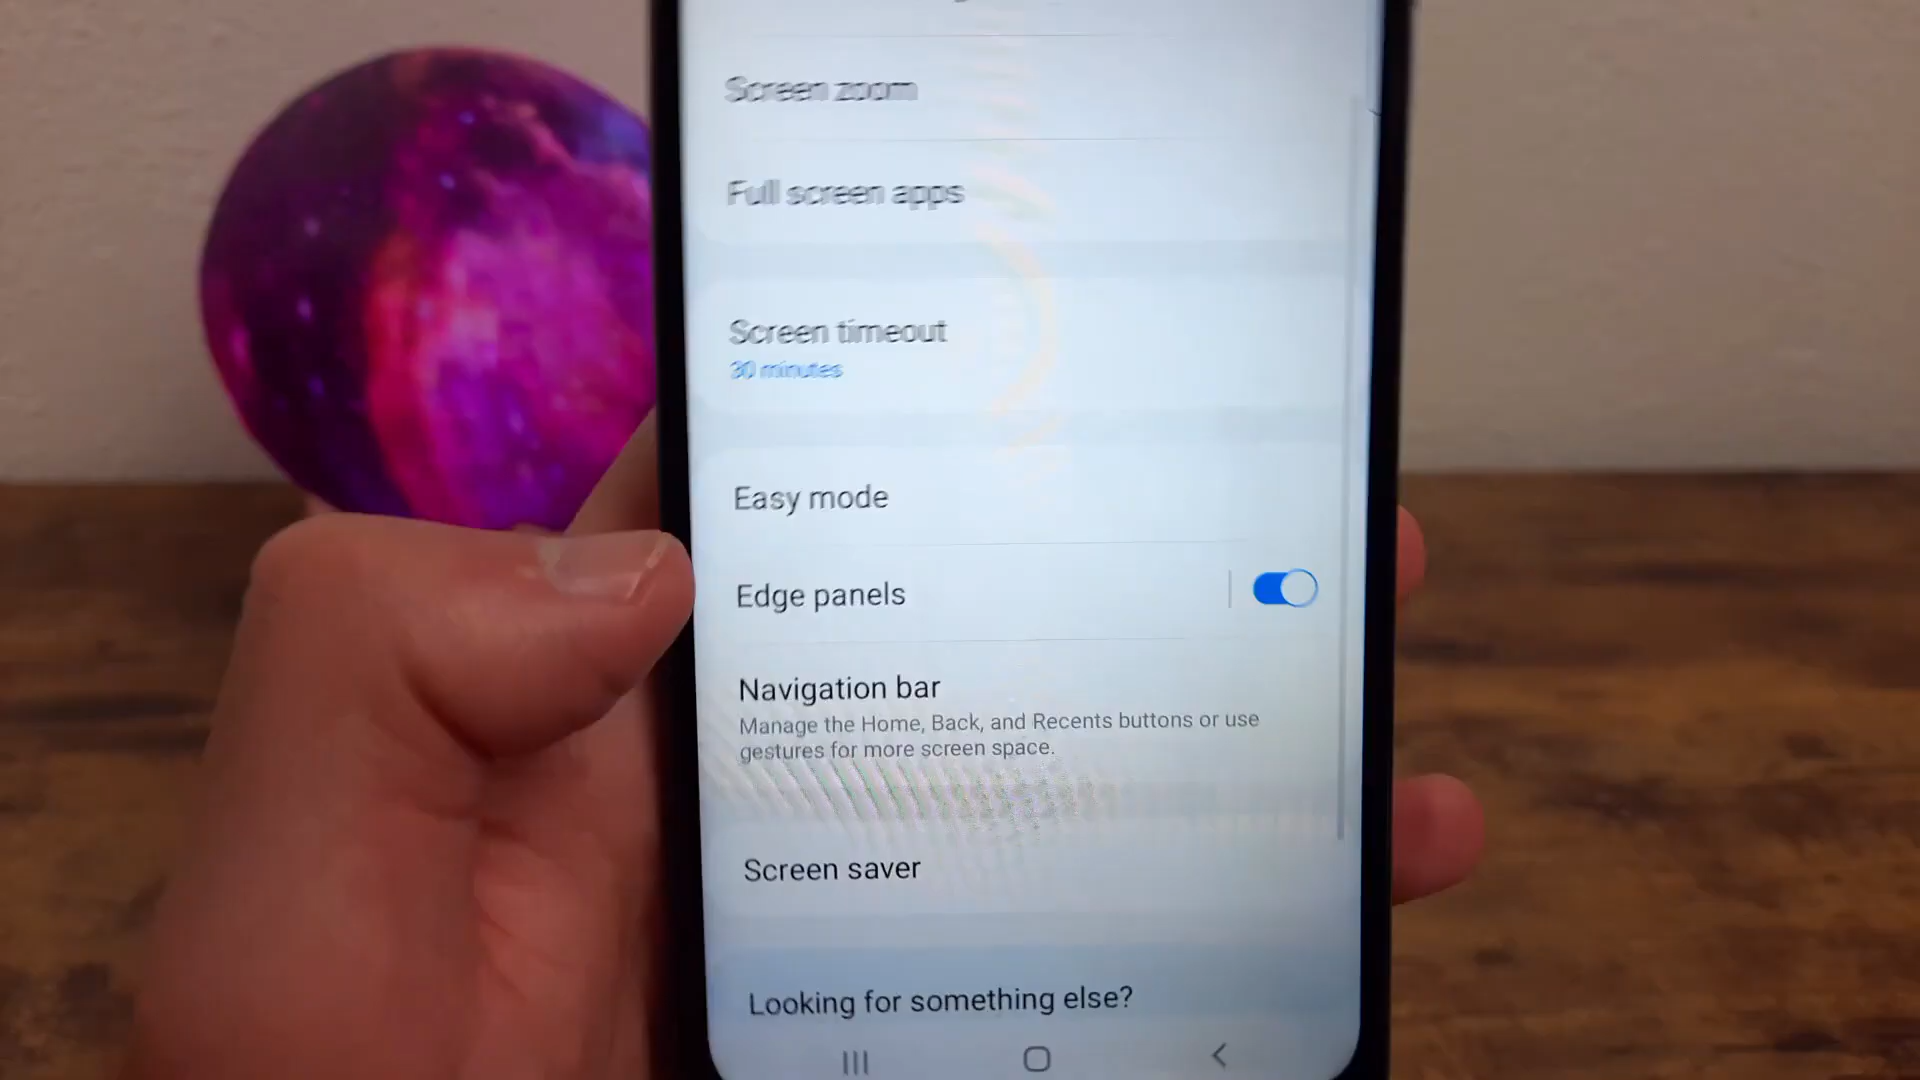 Screen zoom
Full screen apps
Screen timeout
30 minutes
Easy mode
Edge panels
Navigation bar
Manage the Home, Back, and Recents buttons or use
gestures for more screen space.
Screen saver
Looking for something else?